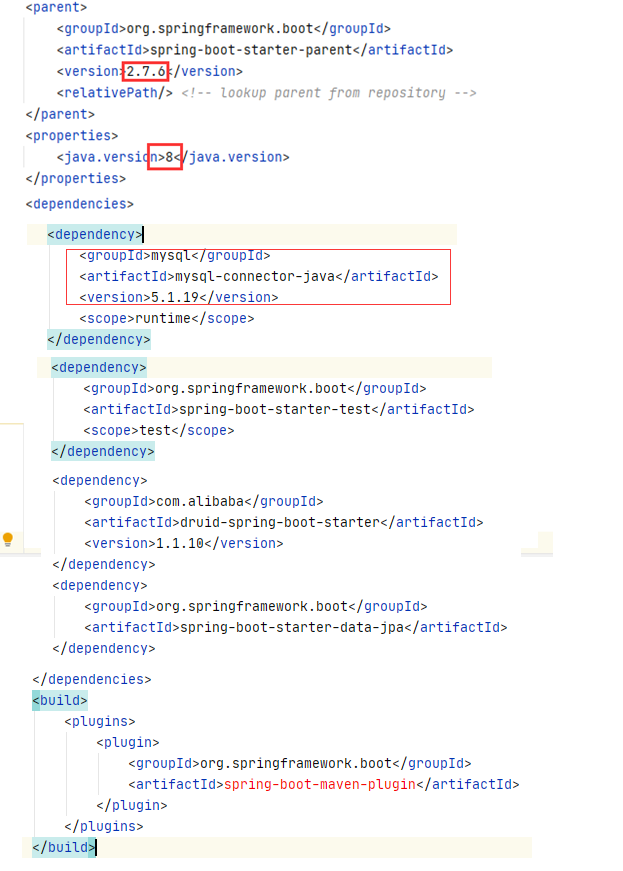 <parent>
<groupId>org.springframework.boot</groupId>
<artifactId>spring-boot-starter-parent</artifactId>
<version>2.7.6</version>
<relativePath/> <!-- lookup parent from repository -->
</parent>
<properties>
<java.version>8</java.version>
</properties>
<dependencies>
<dependency>
<groupId>mysql</groupId>
<artifactId>mysql-connector-java</artifactId>
<version>5.1.19</version>
<scope>runtime</scope>
</dependency>
<dependency>
<groupId>org.springframework.boot</groupId>
<artifactId>spring-boot-starter-test</artifactId>
<scope>test</scope>
</dependency>
<dependency>
<groupId>com.alibaba</groupId>
<artifactId>druid-spring-boot-starter</artifactId>
<version>1.1.10</version>
</dependency>
<dependency>
<groupId>org.springframework.boot</groupId>
<artifactId>spring-boot-starter-data-jpa</artifactId>
</dependency>
</dependencies>
<build>
<plugins>
<plugin>
<groupId>org.springframework.boot</groupId>
<artifactId>spring-boot-maven-plugin</artifactId>
</plugin>
</plugins>
</build>